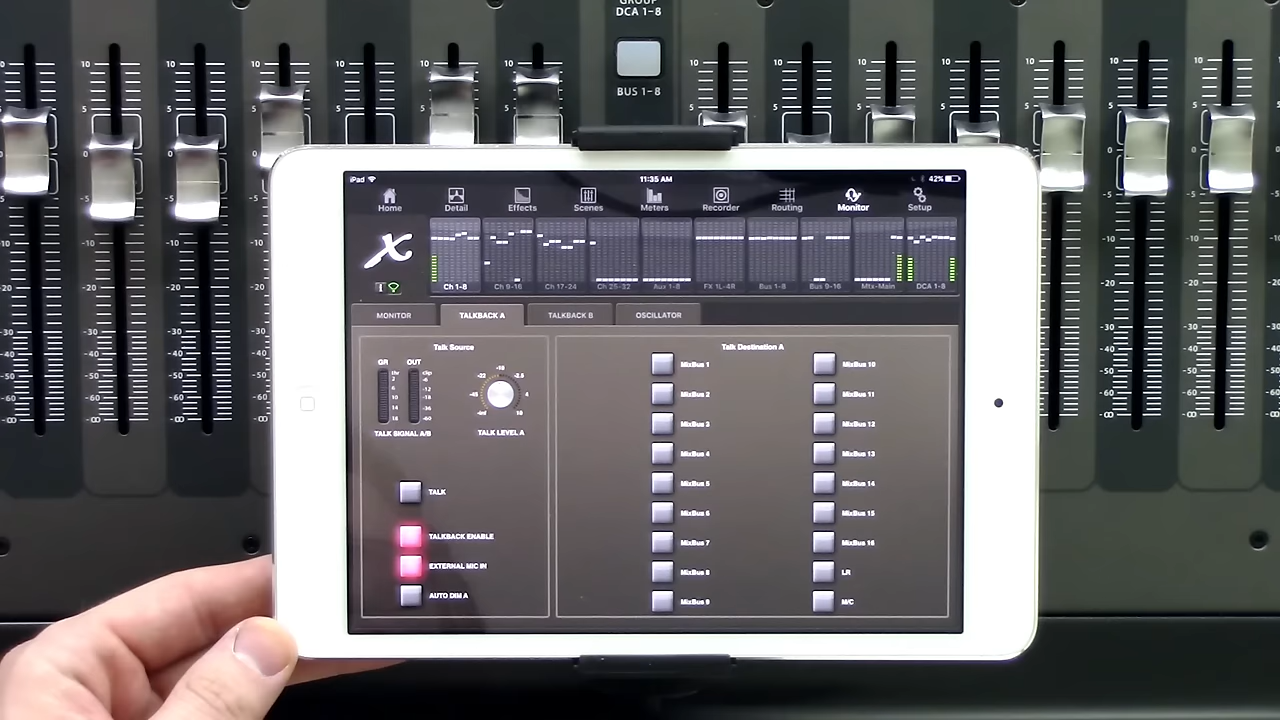 GROUP
DCA 1-8
BUS 1-8
iPad
11:35 AM
42%
Home
Detail
Effects
Scenes
Meters
Recorder
Routing
Monitor
Setup
X
T
Ch 1-8
Ch 9-16
Ch 17-24
Ch 25-32
Aux 1-8
FX 1L-4R
Bus 1-8
Bus 9-16
Mtx-Main
DCA 1-8
MONITOR
TALKBACK A
TALKBACK B
OSCILLATOR
Talk Source
GR
OUT
TALK SIGNAL A/B
TALK LEVEL A
TALK
TALKBACK ENABLE
EXTERNAL MIC IN
AUTO DIM A
Talk Destination A
MixBus 1
MixBus 2
MixBus 3
MixBus 4
MixBus 5
MixBus 6
MixBus 7
MixBus 8
MixBus 9
MixBus 10
MixBus 11
MixBus 12
MixBus 13
MixBus 14
MixBus 15
MixBus 16
LR
M/C